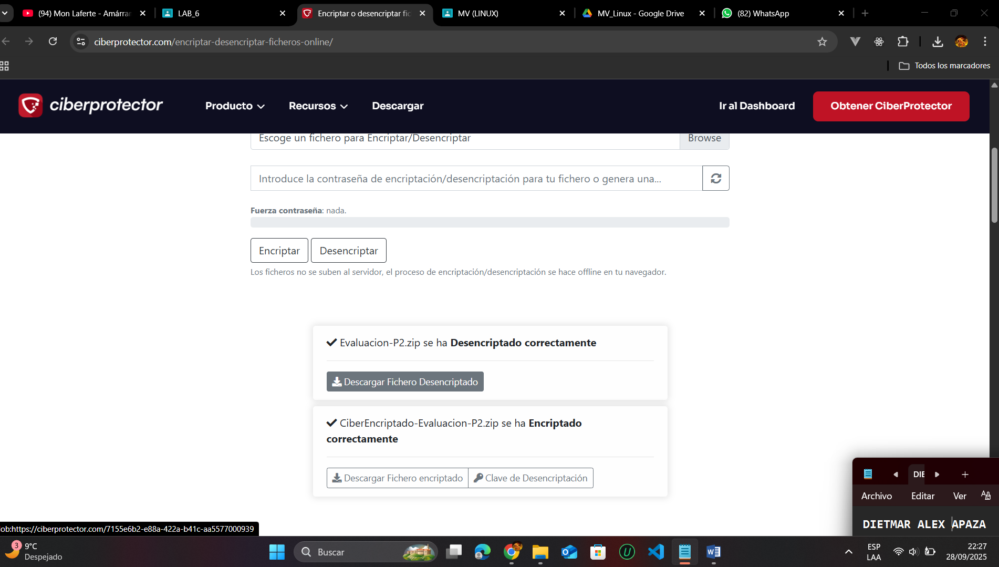 (94) Mon Laferte - Amárrar
LAB_6
Encriptar o desencriptar fic
MV (LINUX)
MV_Linux - Google Drive
(82) WhatsApp
ciberprotector.com/encriptar-desencriptar-ficheros-online/
Todos los marcadores
ciberprotector
Producto
Recursos
Descargar
Ir al Dashboard
Obtener CiberProtector
Escoge un fichero para Encriptar/Desencriptar
Browse
Introduce la contraseña de encriptación/desencriptación para tu fichero o genera una...
Fuerza contraseña: nada.
Encriptar
Desencriptar
Los ficheros no se suben al servidor, el proceso de encriptación/desencriptación se hace offline en tu navegador.
Evaluacion-P2.zip se ha Desencriptado correctamente
Descargar Fichero Desencriptado
CiberEncriptado-Evaluacion-P2.zip se ha Encriptado
correctamente
Descargar Fichero encriptado
Clave de Desencriptación
DIE
Archivo
Editar
Ver
DIETMAR ALEX APAZA
ob:https://ciberprotector.com/7155e6b2-e88a-422a-b41c-aa5577000939
3
9°C
Despejado
Buscar
ESP
LAA
22:27
28/09/2025